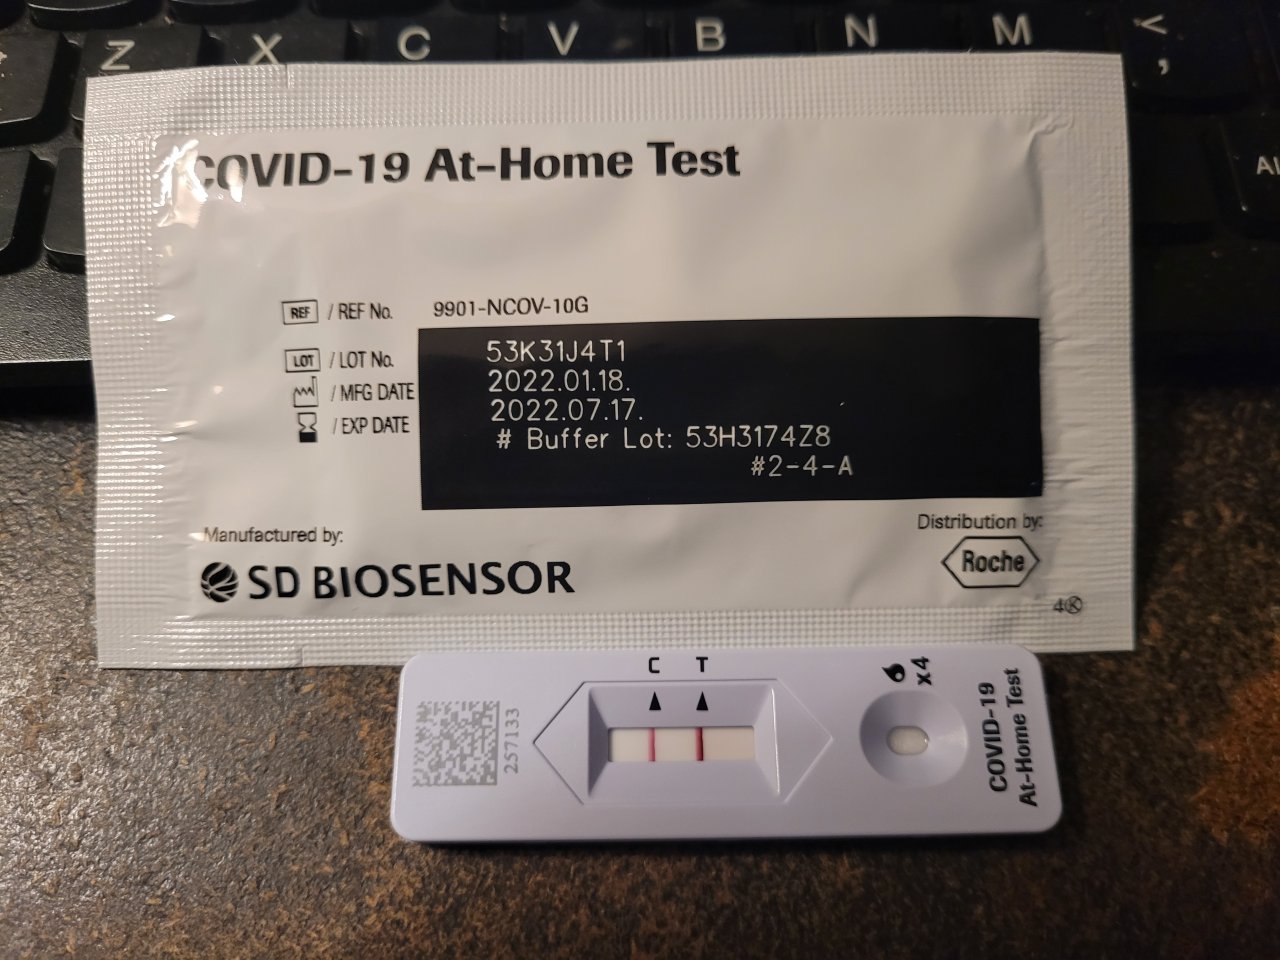 Z X C V B N M <
,
COVID-19 At-Home Test
REF / REF No. 9901-NCOV-10G
LOT / LOT No. 53K31J4T1
/ MFG DATE 2022.01.18.
/ EXP DATE 2022.07.17.
# Buffer Lot: 53H3174Z8
#2-4-A
Manufactured by:
SD BIOSENSOR
Distribution by:
Roche
4
C T
x4
257133
COVID-19
At-Home Test